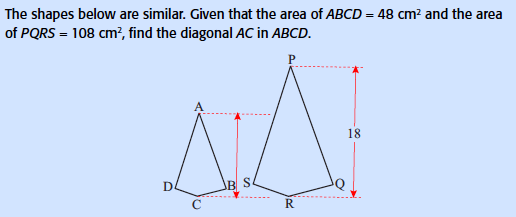 The shapes below are similar. Given that the area of ABCD = 48 cm² and the area
of PQRS = 108 cm², find the diagonal AC in ABCD.
P
A
18
D
B
S
Q
C
R